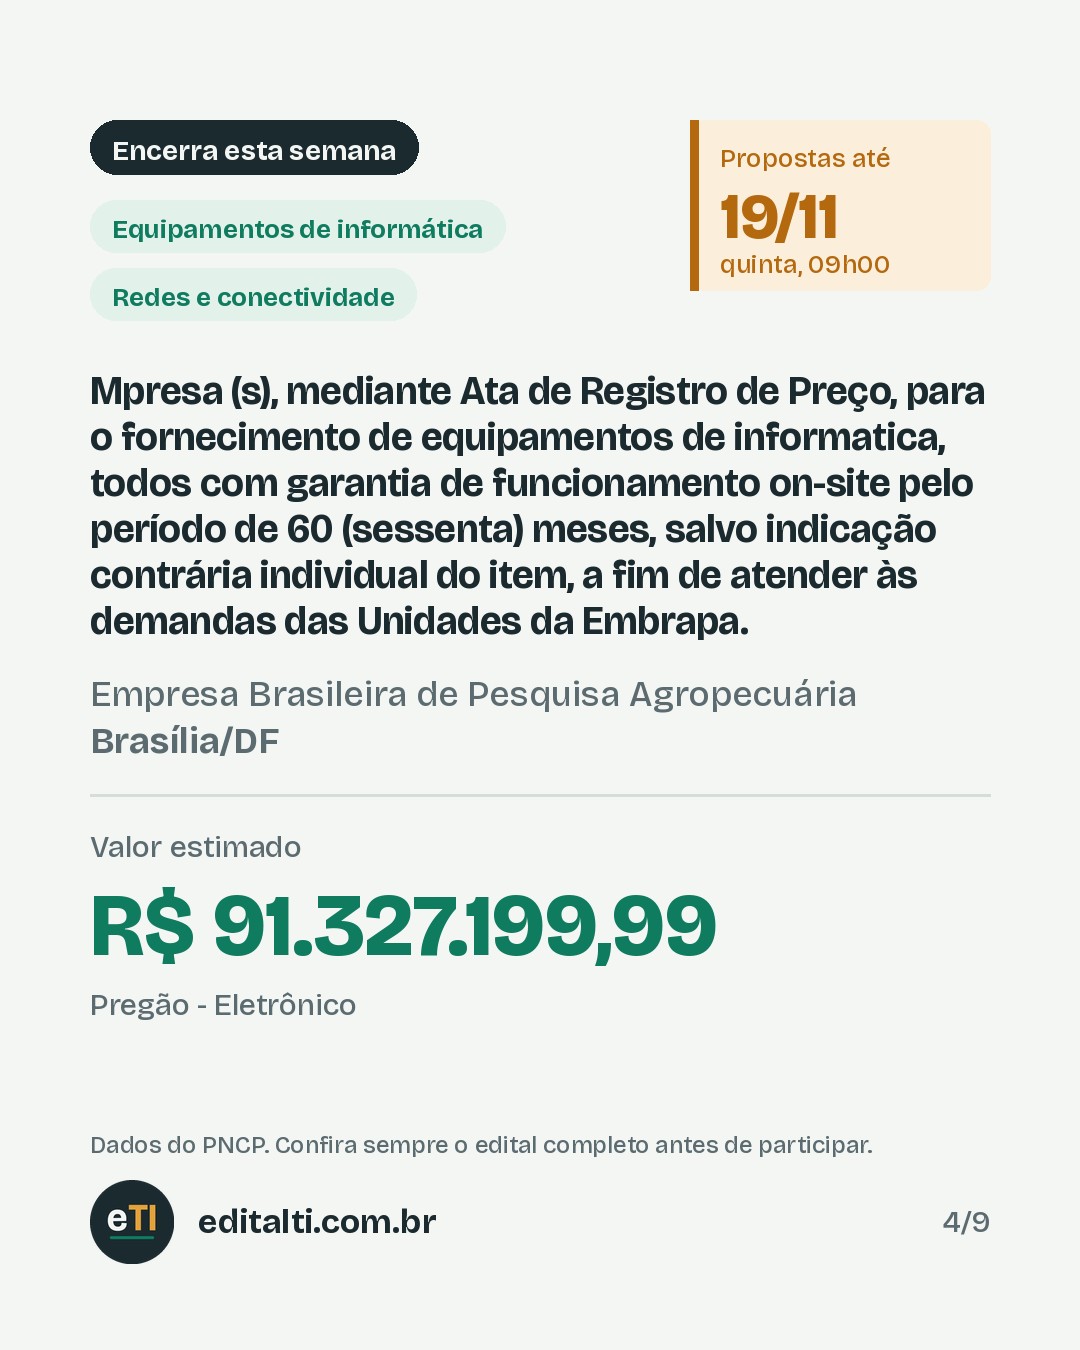 Encerra esta semana
Equipamentos de informática
Redes e conectividade
Propostas até
19/11
quinta, 09h00
Mpresa (s), mediante Ata de Registro de Preço, para
o fornecimento de equipamentos de informatica,
todos com garantia de funcionamento on-site pelo
período de 60 (sessenta) meses, salvo indicação
contrária individual do item, a fim de atender às
demandas das Unidades da Embrapa.
Empresa Brasileira de Pesquisa Agropecuária
Brasília/DF
Valor estimado
R$ 91.327.199,99
Pregão - Eletrônico
Dados do PNCP. Confira sempre o edital completo antes de participar.
eTI
editalti.com.br
4/9